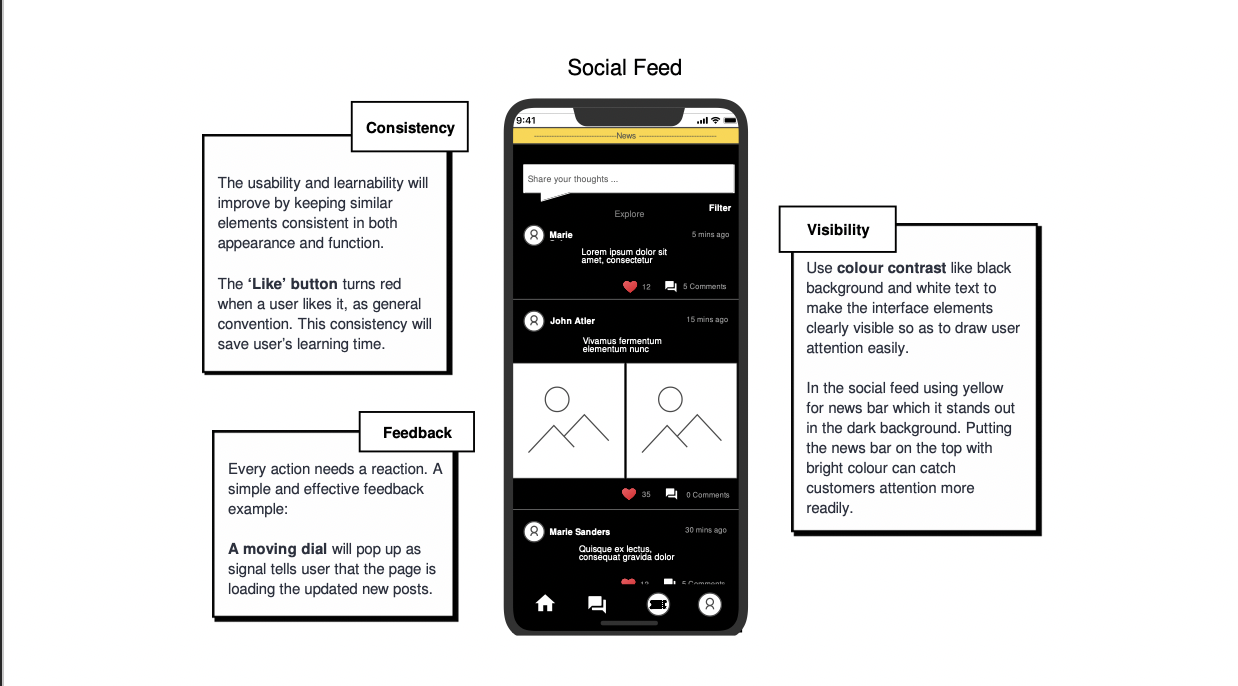 Social Feed
Consistency
The usability and learnability will
improve by keeping similar
elements consistent in both
appearance and function.
The ‘Like’ button turns red
when a user likes it, as general
convention. This consistency will
save user’s learning time.
Feedback
Every action needs a reaction. A
simple and effective feedback
example:
A moving dial will pop up as
signal tells user that the page is
loading the updated new posts.
9:41
News
Share your thoughts ...
Filter
Explore
Marie
5 mins ago
Lorem ipsum dolor sit
amet, consectetur
12
5 Comments
John Atler
15 mins ago
Vivamus fermentum
elementum nunc
35
0 Comments
Marie Sanders
30 mins ago
Quisque ex lectus,
consequat gravida dolor
12
5 Comments
Visibility
Use colour contrast like black
background and white text to
make the interface elements
clearly visible so as to draw user
attention easily.
In the social feed using yellow
for news bar which it stands out
in the dark background. Putting
the news bar on the top with
bright colour can catch
customers attention more
readily.